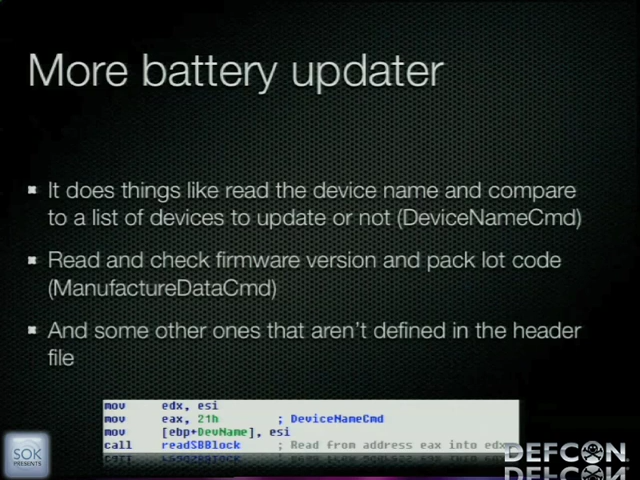 More battery updater
It does things like read the device name and compare
to a list of devices to update or not (DeviceNameCmd)
Read and check firmware version and pack lot code
(ManufactureDataCmd)
And some other ones that aren't defined in the header
file
mov edx, esi
mov eax, 21h ; DeviceNameCmd
mov [ebp+DevName], esi
call readSBBlock ; Read from address eax into edx
SOK
PRESENTS
DEFCON